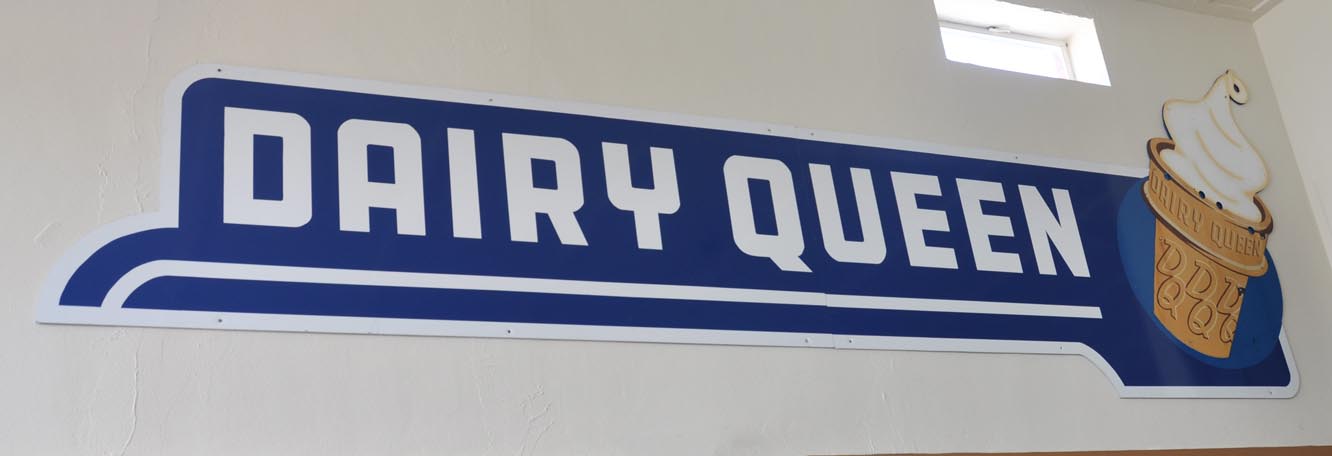 DAIRY QUEEN
DAIRY QUEEN
D D D
Q Q Q